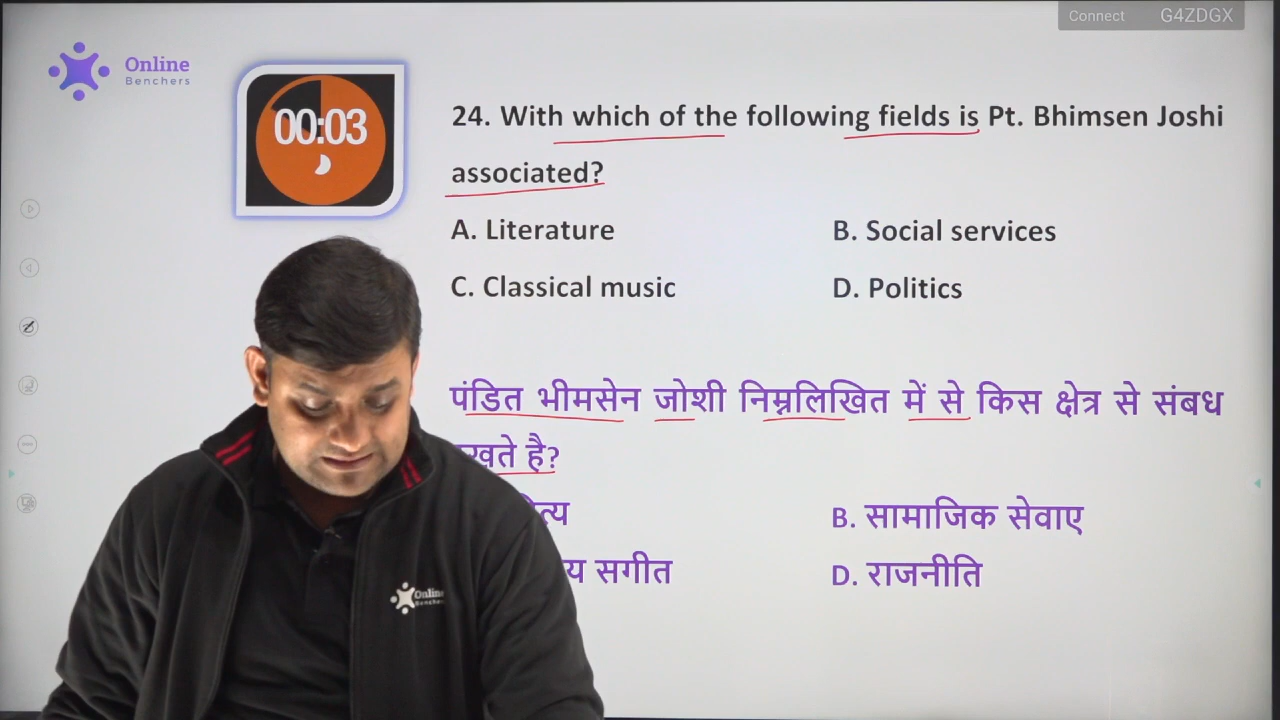 Connect G4ZDGX
Online
Benchers
00:03
24. With which of the following fields is Pt. Bhimsen Joshi
associated?
A. Literature B. Social services
C. Classical music D. Politics
पंडित भीमसेन जोशी निम्नलिखित में से किस क्षेत्र से संबध
है?
B. सामाजिक सेवाए
सगीत D. राजनीति
Online
Benchers